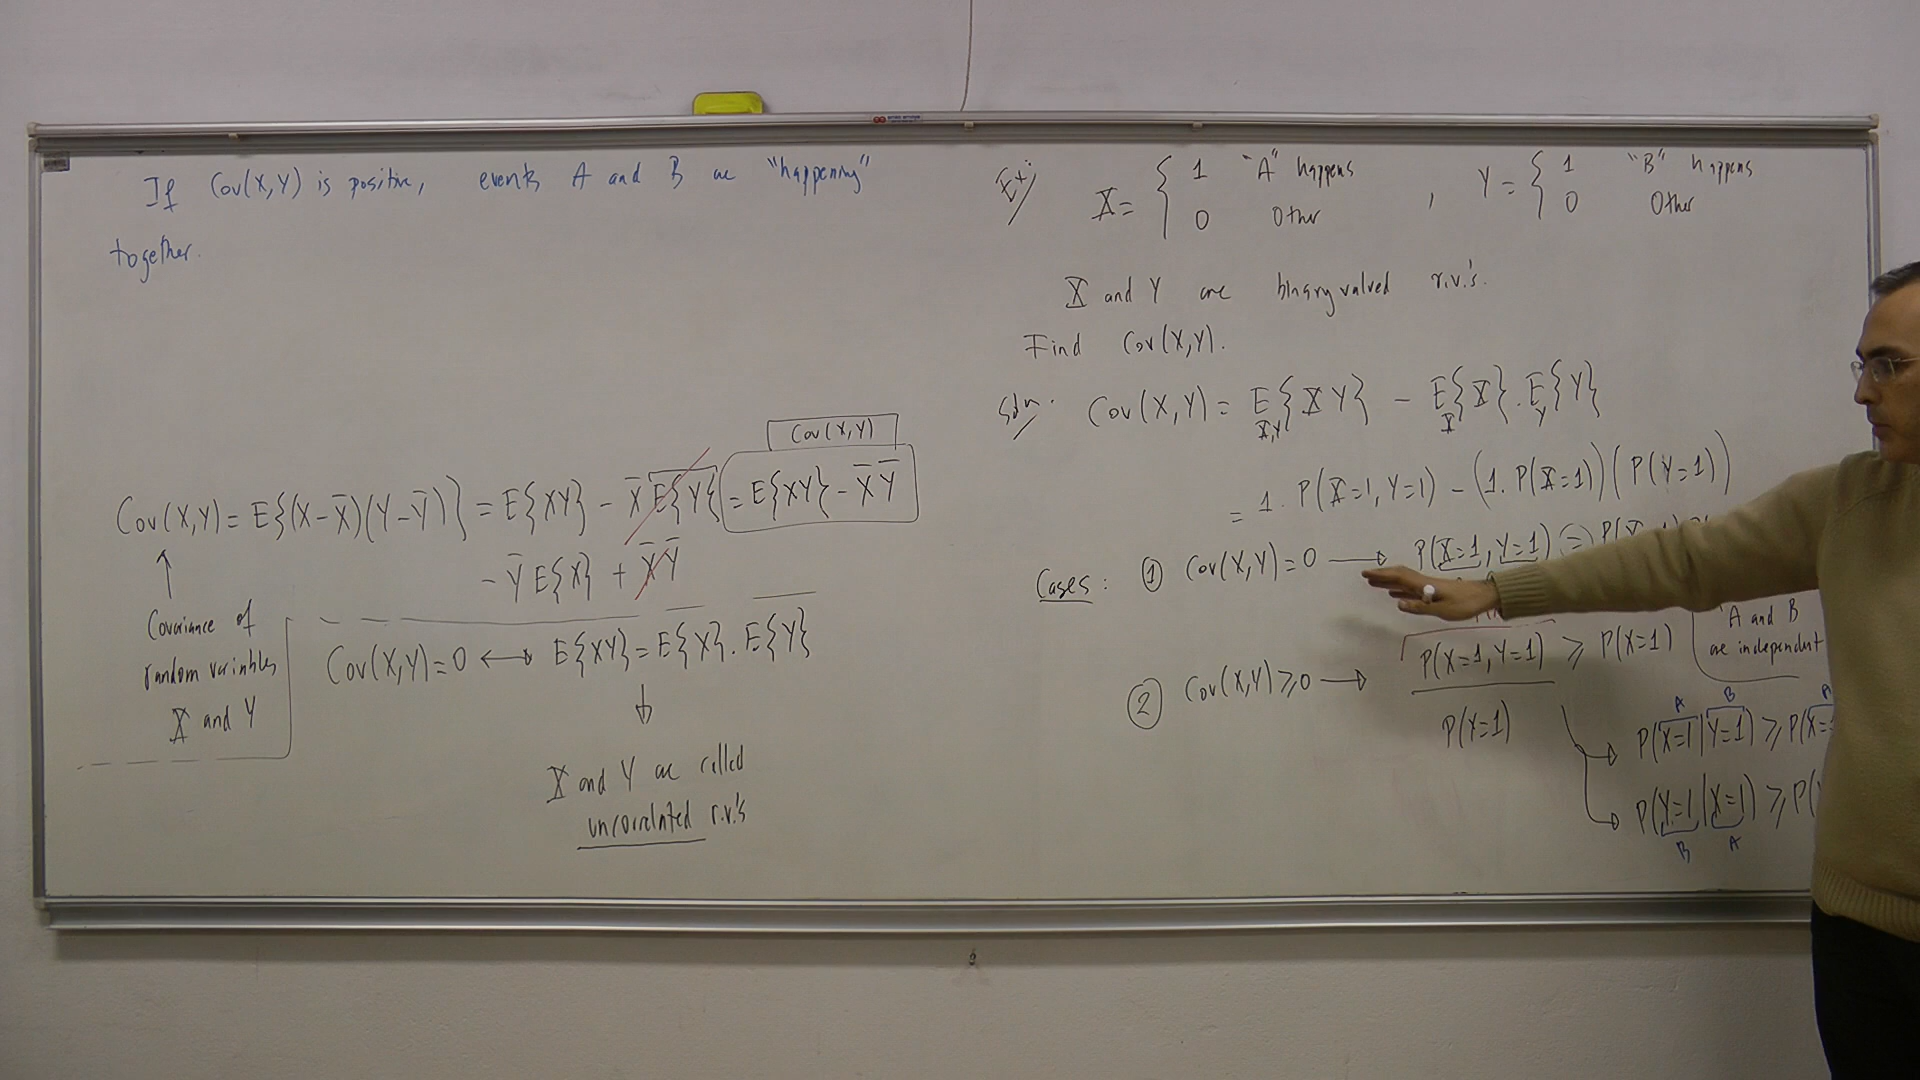 If Cov(X,Y) is positive, events A and B are "happening"
together.
Cov(X,Y)
Cov(X,Y) = E{(X-X̄)(Y-Ȳ)} = E{XY} - X̄ E{Y} = E{XY} - X̄ Ȳ
- Ȳ E{X} + X̄ Ȳ
Covariance of
random variables
X and Y
Cov(X,Y)=0 ↔ E{XY} = E{X} . E{Y}
X and Y are called
uncorrelated r.v.'s
Ex:
X = { 1 "A" happens , Y = { 1 "B" happens
0 Other 0 Other
X and Y are binary valued r.v.'s.
Find Cov(X,Y).
Soln. Cov(X,Y) = E{XY} - E{X} . E{Y}
X,Y X Y
= 1 . P(X=1, Y=1) - (1. P(X=1)) (P(Y=1))
Cases: ① Cov(X,Y)=0 → P(X=1, Y=1) = P(X=1)
A and B
are independent
② Cov(X,Y) ≥ 0 → P(X=1, Y=1) ≥ P(X=1)
P(Y=1)
A B A
P(X=1|Y=1) ≥ P(X=
P(Y=1|X=1) ≥ P(
B A